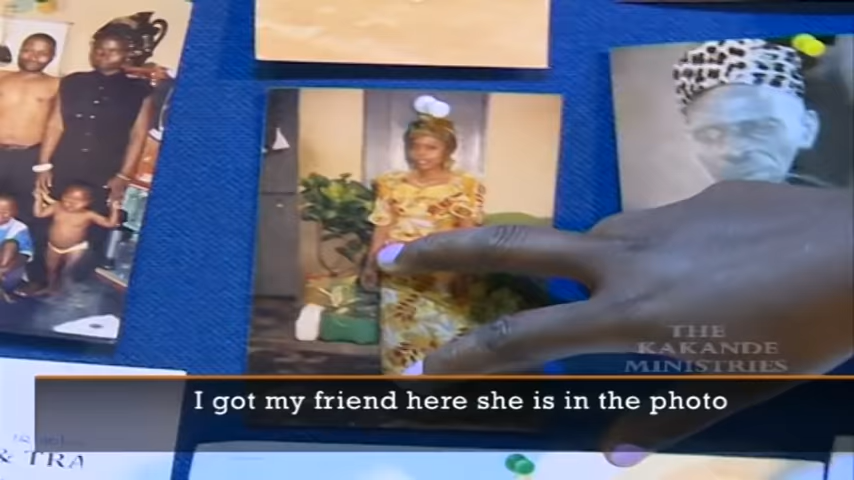 THE
KAKANDE
MINISTRIES
I got my friend here she is in the photo
& TRA